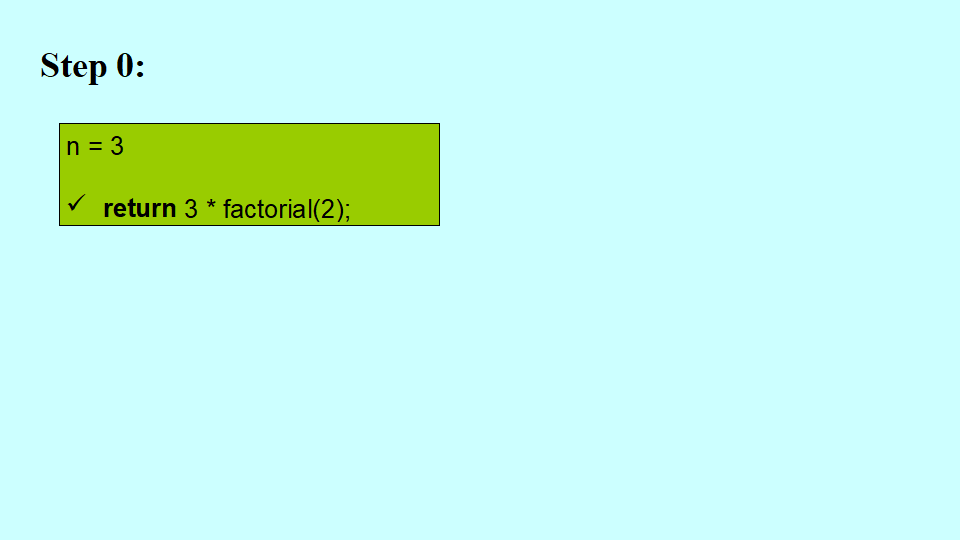 Step 0:
n = 3
✓ return 3 * factorial(2);